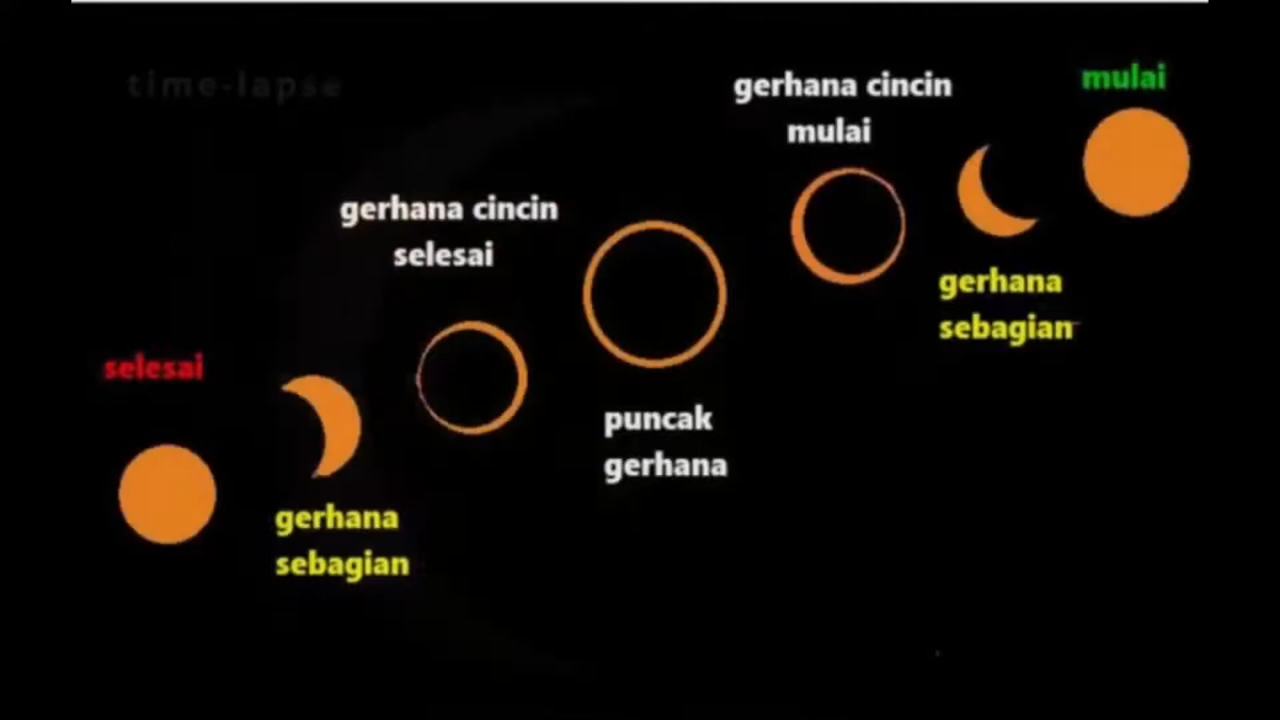 time-lapse
gerhana cincin
mulai
mulai
gerhana cincin
selesai
gerhana
sebagian
selesai
puncak
gerhana
gerhana
sebagian